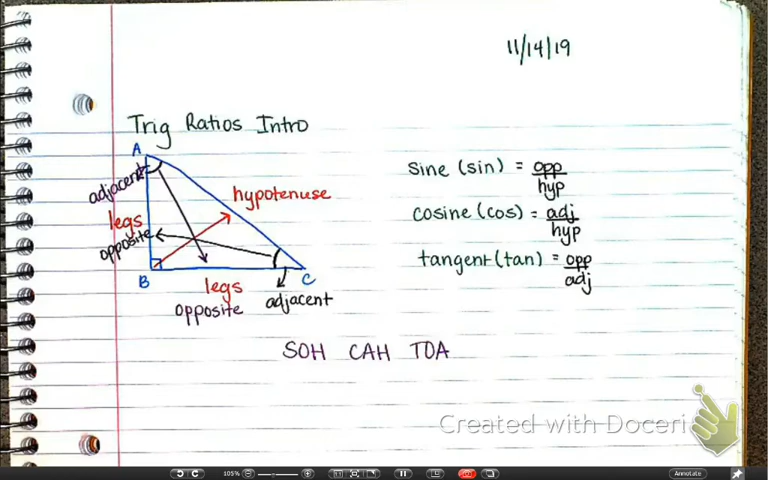 11/14/19
Trig Ratios Intro
A
adjacent
hypotenuse
legs
opposite
B
C
legs
adjacent
opposite
sine (sin) = opp
hyp
cosine (cos) = adj
hyp
tangent (tan) = opp
adj
SOH CAH TOA
Created with Doceri
105%
Annotate